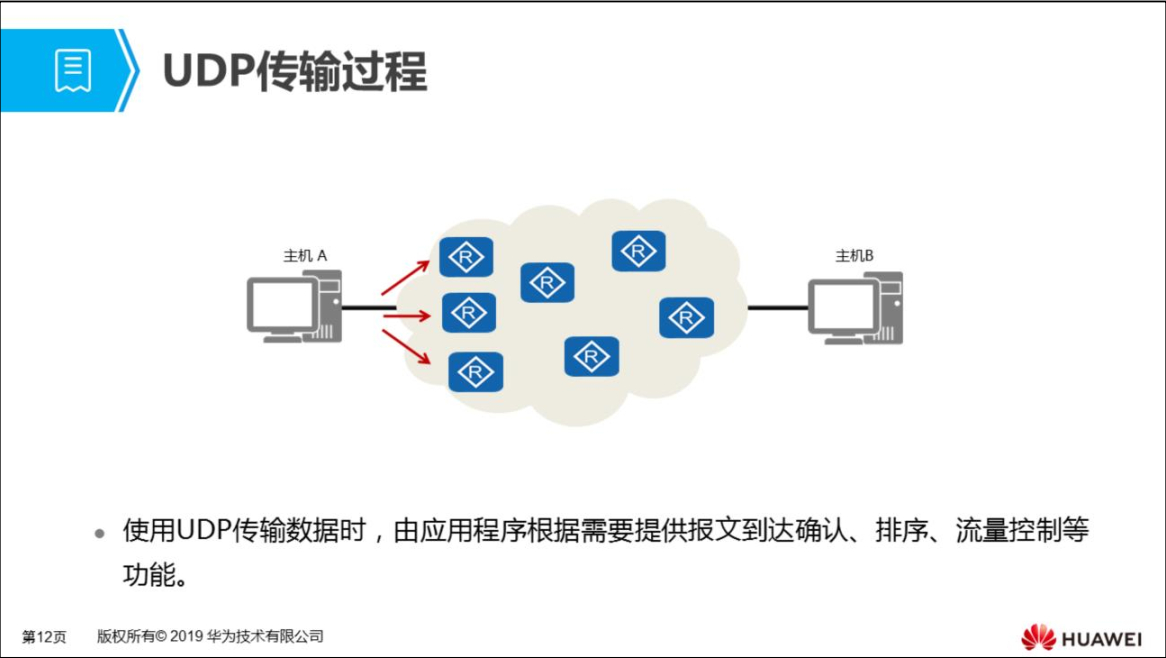 UDP传输过程
主机 A
主机B
R
R
R
R
R
R
R
使用UDP传输数据时，由应用程序根据需要提供报文到达确认、排序、流量控制等
功能。
第12页 版权所有© 2019 华为技术有限公司
HUAWEI